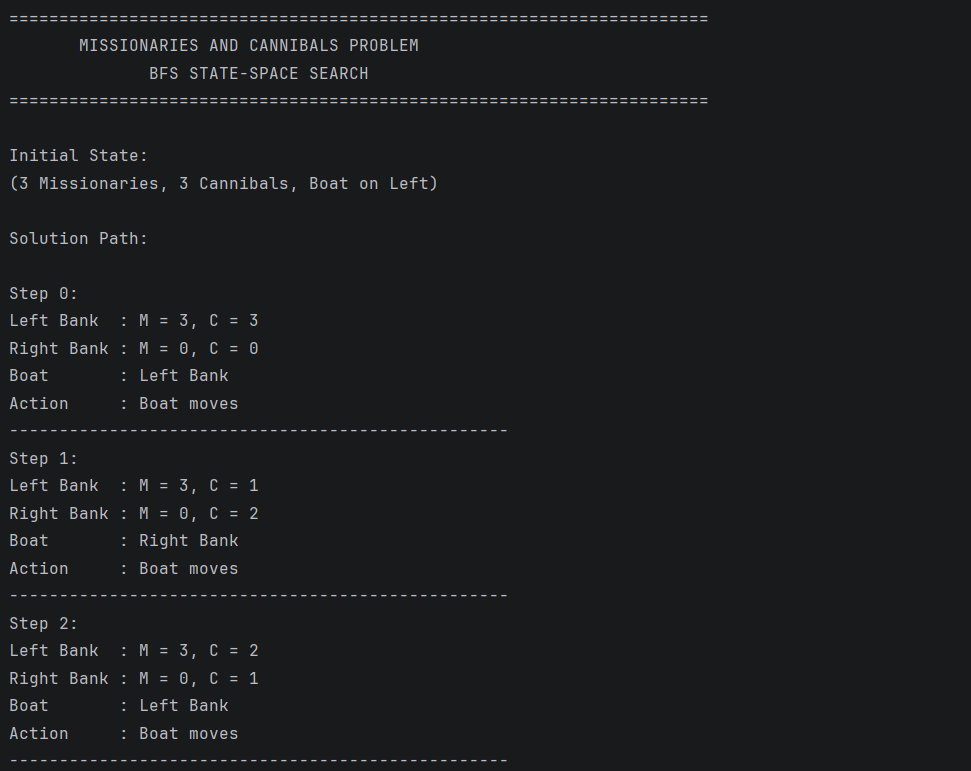 ======================================================================
       MISSIONARIES AND CANNIBALS PROBLEM
              BFS STATE-SPACE SEARCH
======================================================================

Initial State:
(3 Missionaries, 3 Cannibals, Boat on Left)

Solution Path:

Step 0:
Left Bank  : M = 3, C = 3
Right Bank : M = 0, C = 0
Boat       : Left Bank
Action     : Boat moves
--------------------------------------------------
Step 1:
Left Bank  : M = 3, C = 1
Right Bank : M = 0, C = 2
Boat       : Right Bank
Action     : Boat moves
--------------------------------------------------
Step 2:
Left Bank  : M = 3, C = 2
Right Bank : M = 0, C = 1
Boat       : Left Bank
Action     : Boat moves
--------------------------------------------------